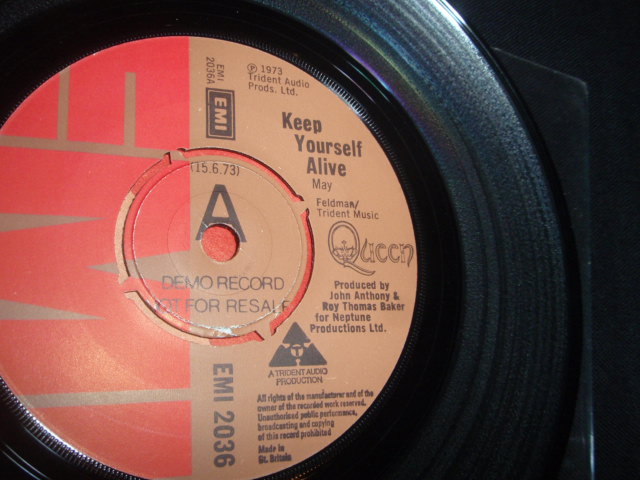 EMI
2036A
EMI
℗ 1973
Trident Audio
Prods. Ltd.
Keep
Yourself
Alive
May
(15.6.73)
A
Feldman/
Trident Music
Queen
DEMO RECORD
NOT FOR RESALE
Produced by
John Anthony &
Roy Thomas Baker
for Neptune
Productions Ltd.
A TRIDENT AUDIO
PRODUCTION
EMI 2036
All rights of the manufacturer and of the
owner of the recorded work reserved.
Unauthorised public performance,
broadcasting and copying
of this record prohibited
Made in
Gt. Britain
EMI